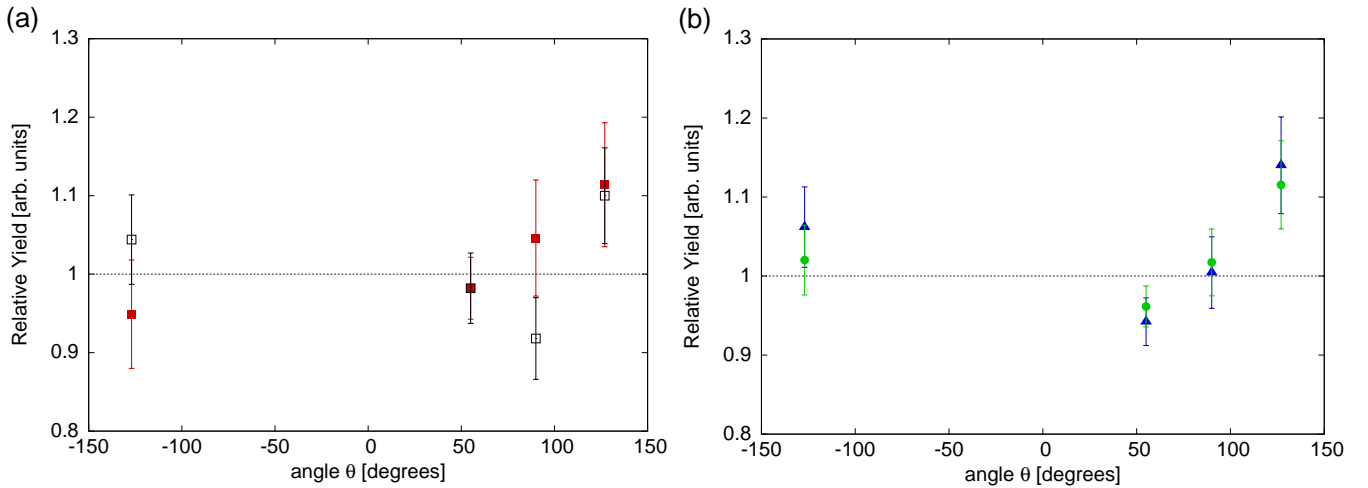 (a)
1.3
1.2
1.1
1
0.9
0.8
Relative Yield [arb. units]
-150 -100 -50 0 50 100 150
angle θ [degrees]
(b)
1.3
1.2
1.1
1
0.9
0.8
Relative Yield [arb. units]
-150 -100 -50 0 50 100 150
angle θ [degrees]